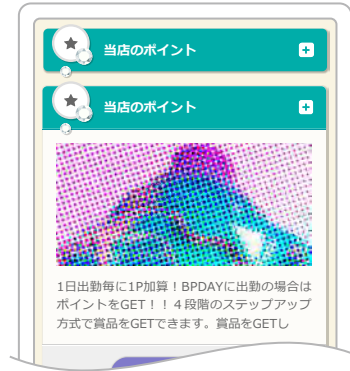 当店のポイント
当店のポイント
1日出勤毎に1P加算！BPDAYに出勤の場合は
ポイントをGET！！４段階のステップアップ
方式で賞品をGETできます。賞品をGETし